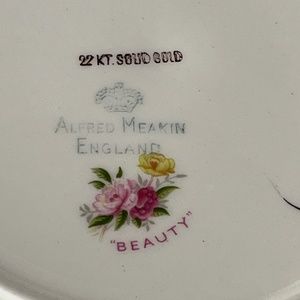 22 KT. SOLID GOLD
ALFRED MEAKIN
ENGLAND
"BEAUTY"